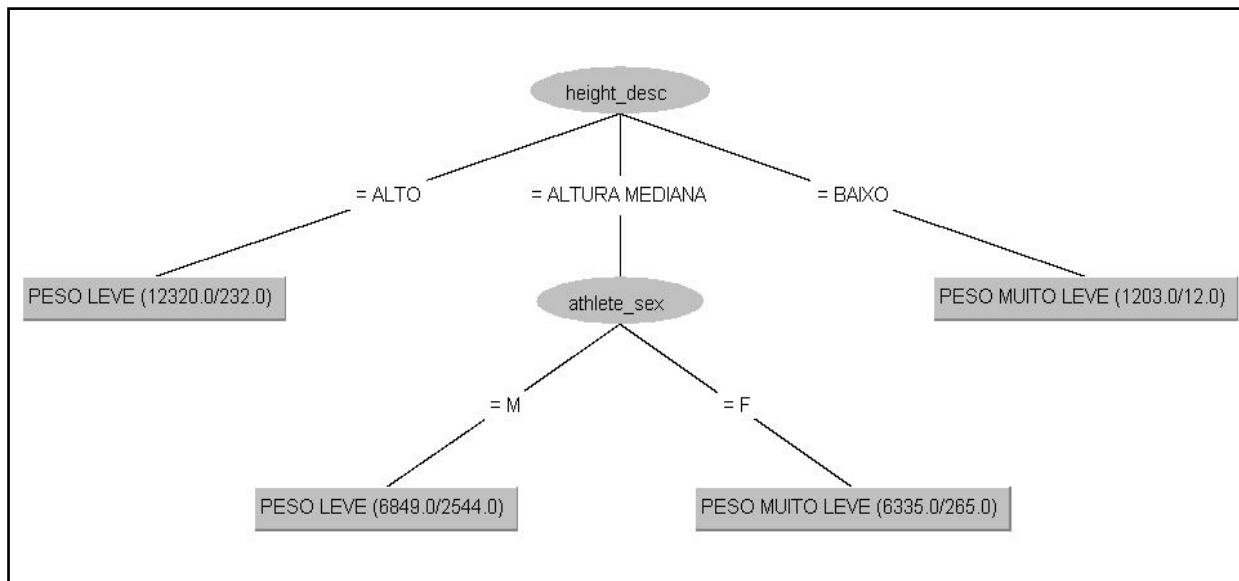 height_desc
= ALTO
= ALTURA MEDIANA
= BAIXO
PESO LEVE (12320.0/232.0)
athlete_sex
PESO MUITO LEVE (1203.0/12.0)
= M
= F
PESO LEVE (6849.0/2544.0)
PESO MUITO LEVE (6335.0/265.0)